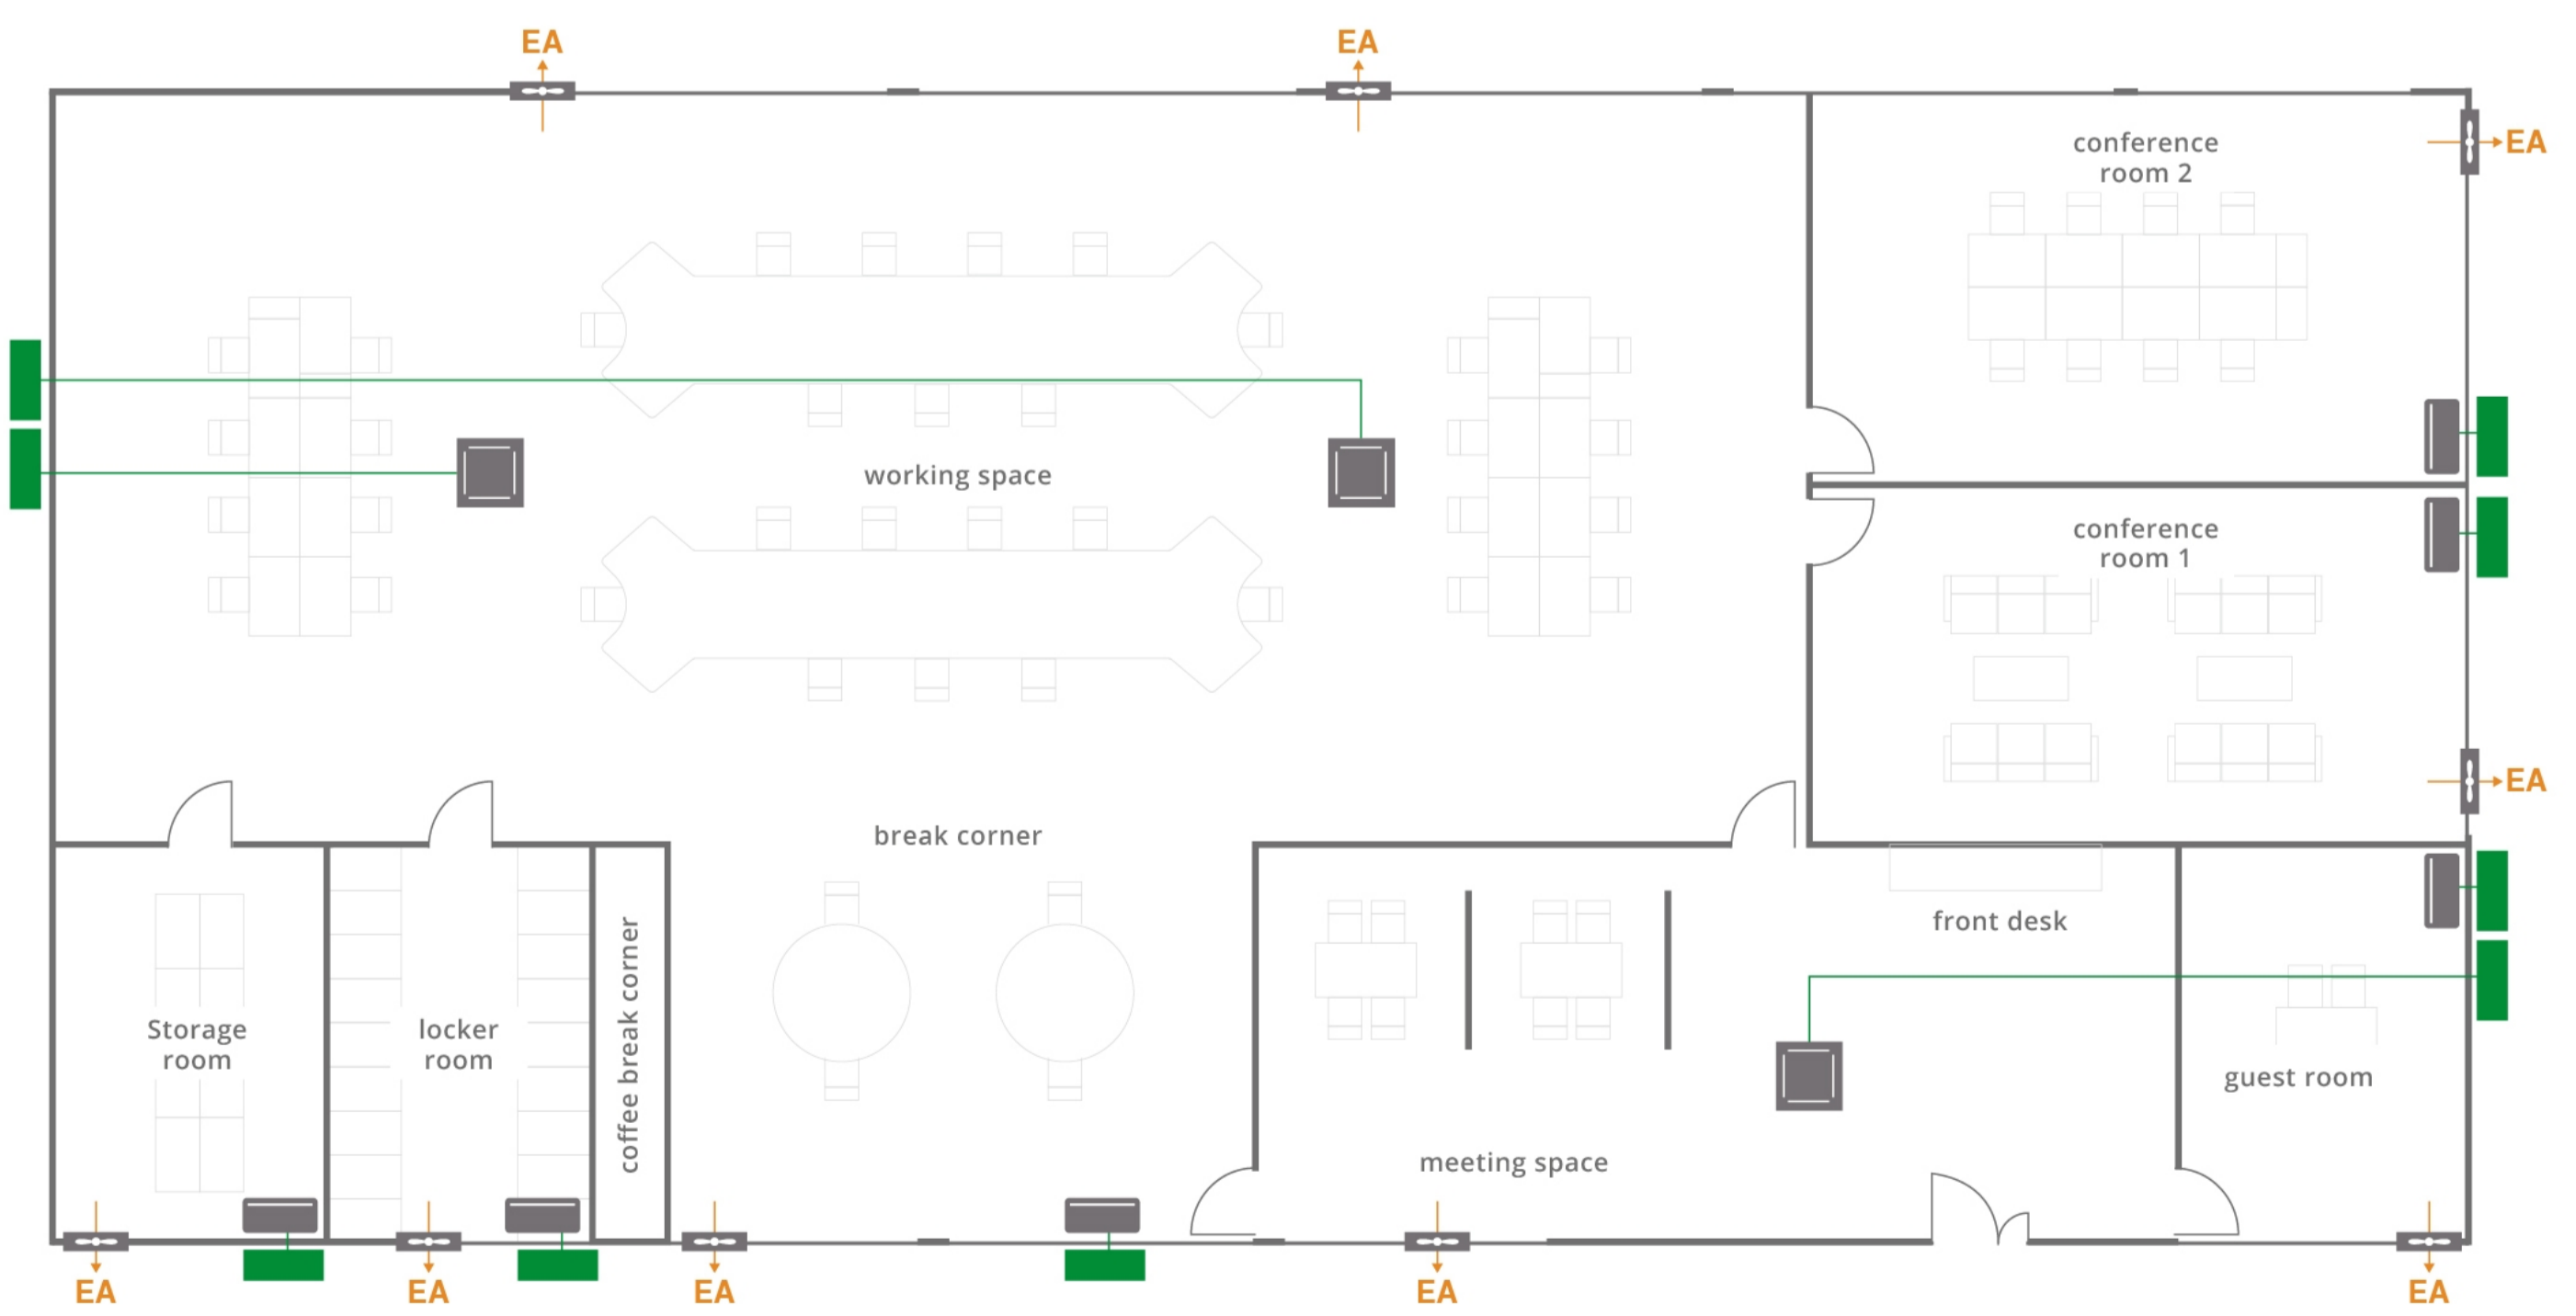 EA
EA
conference
room 2
EA
working space
conference
room 1
EA
break corner
front desk
Storage
room
locker
room
coffee break corner
guest room
meeting space
EA
EA
EA
EA
EA